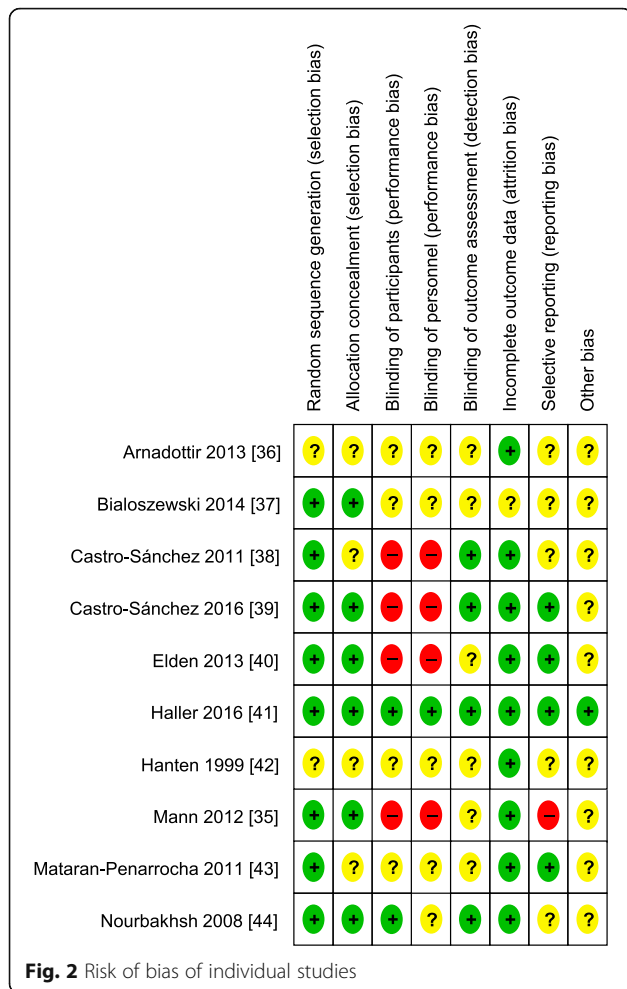 Random sequence generation (selection bias)
Allocation concealment (selection bias)
Blinding of participants (performance bias)
Blinding of personnel (performance bias)
Blinding of outcome assessment (detection bias)
Incomplete outcome data (attrition bias)
Selective reporting (reporting bias)
Other bias
Arnadottir 2013 [36] ? ? ? ? ? + ? ?
Bialoszewski 2014 [37] + + ? ? ? ? ? ?
Castro-Sánchez 2011 [38] + ? – – + + ? ?
Castro-Sánchez 2016 [39] + + – – + + + ?
Elden 2013 [40] + + – – ? + + ?
Haller 2016 [41] + + + + + + + +
Hanten 1999 [42] ? ? ? ? ? + ? ?
Mann 2012 [35] + + – – ? + – ?
Mataran-Penarrocha 2011 [43] + ? ? ? ? + + ?
Nourbakhsh 2008 [44] + + + ? + + ? ?
Fig. 2 Risk of bias of individual studies